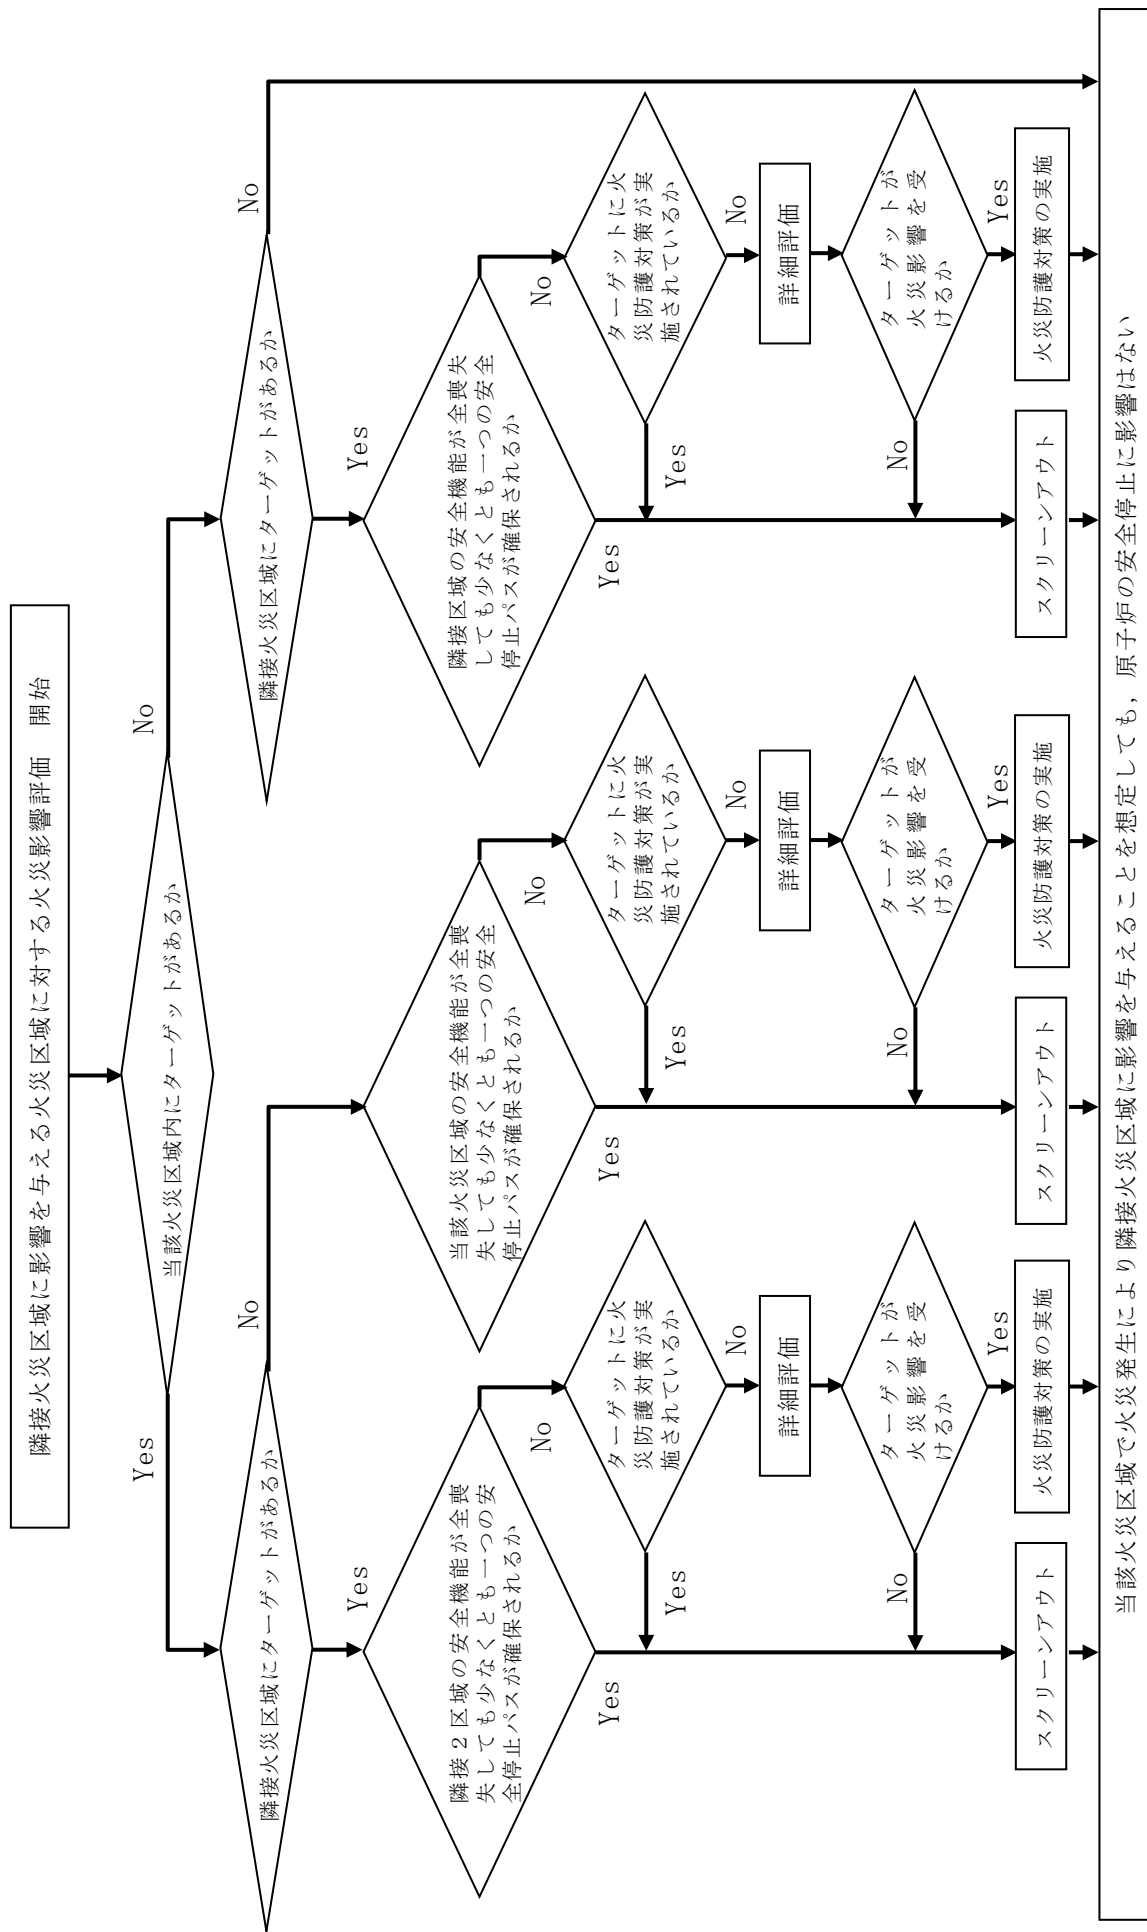 隣接火災区域に影響を与える火災区域に対する火災影響評価 開始
当該火災区域内にターゲットがあるか
Yes
No
隣接火災区域にターゲットがあるか
No
Yes
隣接火災区域にターゲットがあるか
No
Yes
隣接２区域の安全機能が全喪
失しても少なくとも一つの安
全停止パスが確保されるか
No
Yes
当該火災区域の安全機能が全喪
失しても少なくとも一つの安全
停止パスが確保されるか
No
Yes
隣接区域の安全機能が全喪失
しても少なくとも一つの安全
停止パスが確保されるか
No
Yes
ターゲットに火
災防護対策が実
施されているか
Yes
No
ターゲットに火
災防護対策が実
施されているか
Yes
No
ターゲットに火
災防護対策が実
施されているか
Yes
No
詳細評価
詳細評価
詳細評価
ターゲットが
火災影響を受
けるか
No
Yes
ターゲットが
火災影響を受
けるか
No
Yes
ターゲットが
火災影響を受
けるか
No
Yes
スクリーンアウト
火災防護対策の実施
スクリーンアウト
火災防護対策の実施
スクリーンアウト
火災防護対策の実施
当該火災区域で火災発生により隣接火災区域に影響を与えることを想定しても，原子炉の安全停止に影響はない